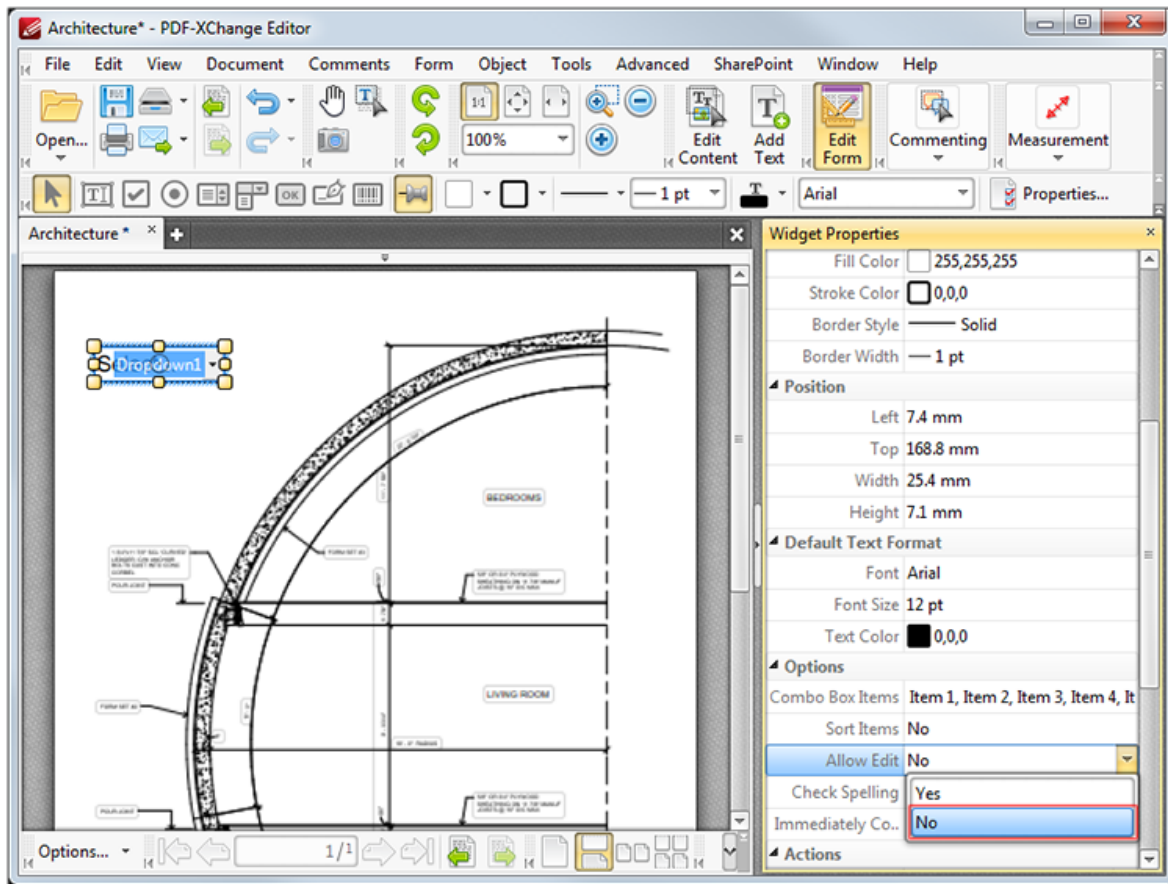 Architecture* - PDF-XChange Editor
File Edit View Document Comments Form Object Tools Advanced SharePoint Window Help
Open...
1:1
100%
Edit Content
Add Text
Edit Form
Commenting
Measurement
OK
1 pt
Arial
Properties...
Architecture *
Widget Properties
Fill Color 255,255,255
Stroke Color 0,0,0
Border Style Solid
Border Width 1 pt
Position
Left 7.4 mm
Top 168.8 mm
Width 25.4 mm
Height 7.1 mm
Default Text Format
Font Arial
Font Size 12 pt
Text Color 0,0,0
Options
Combo Box Items Item 1, Item 2, Item 3, Item 4, It
Sort Items No
Allow Edit No
Check Spelling
Yes
Immediately Co..
No
Actions
Dropdown1
BEDROOMS
LIVING ROOM
Options...
1/1